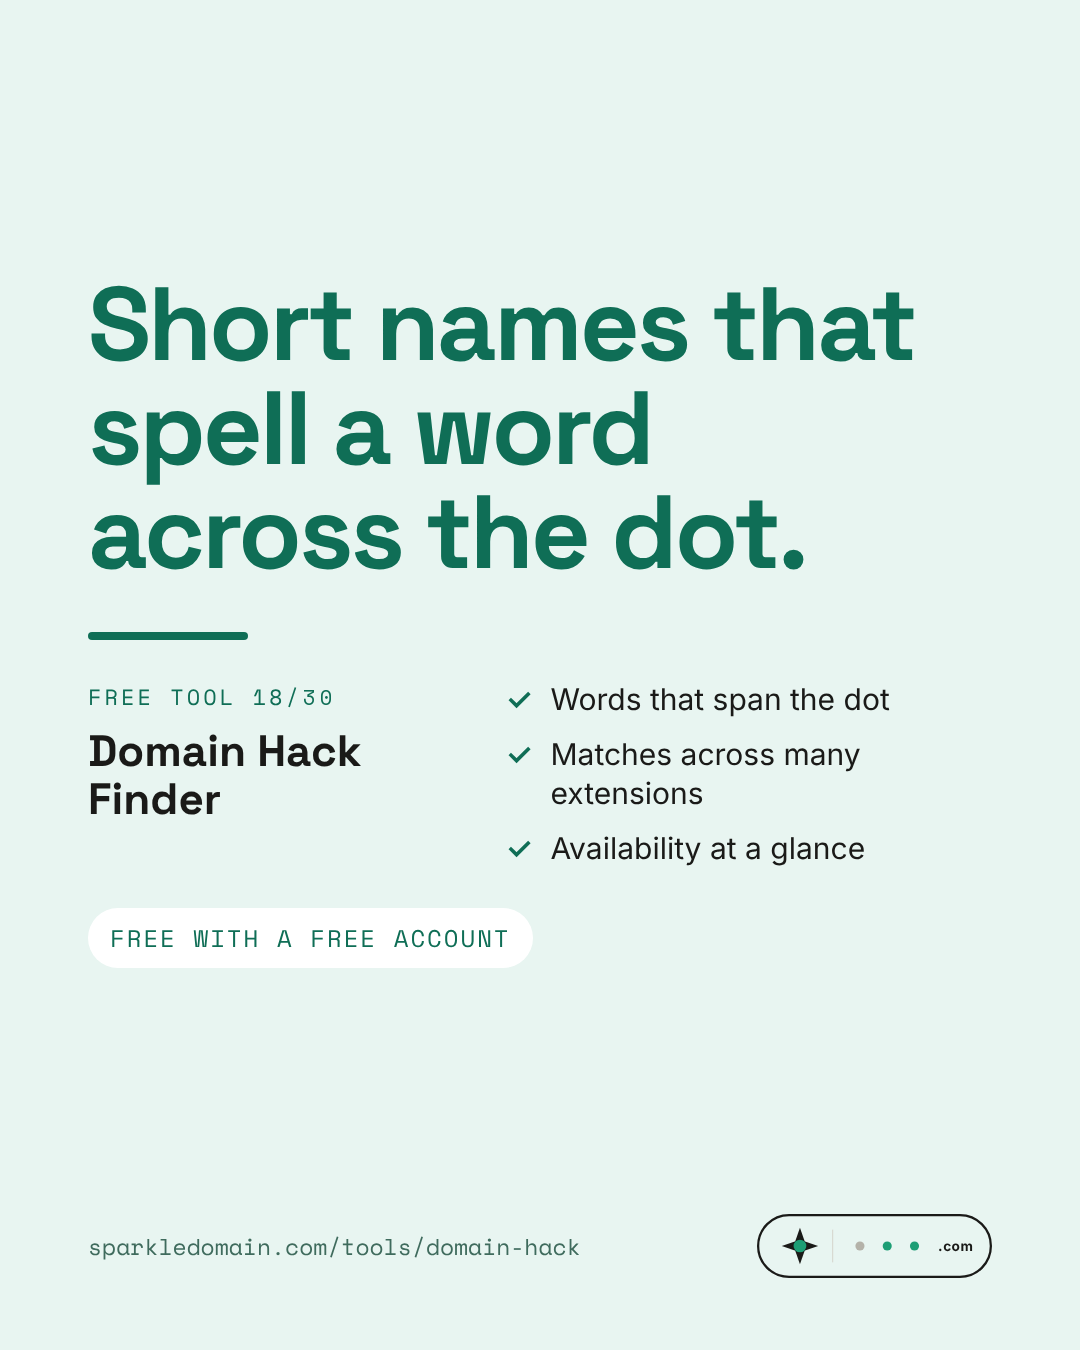 Short names that
spell a word
across the dot.
FREE TOOL 18/30
Domain Hack
Finder
Words that span the dot
Matches across many
extensions
Availability at a glance
FREE WITH A FREE ACCOUNT
sparkledomain.com/tools/domain-hack
.com